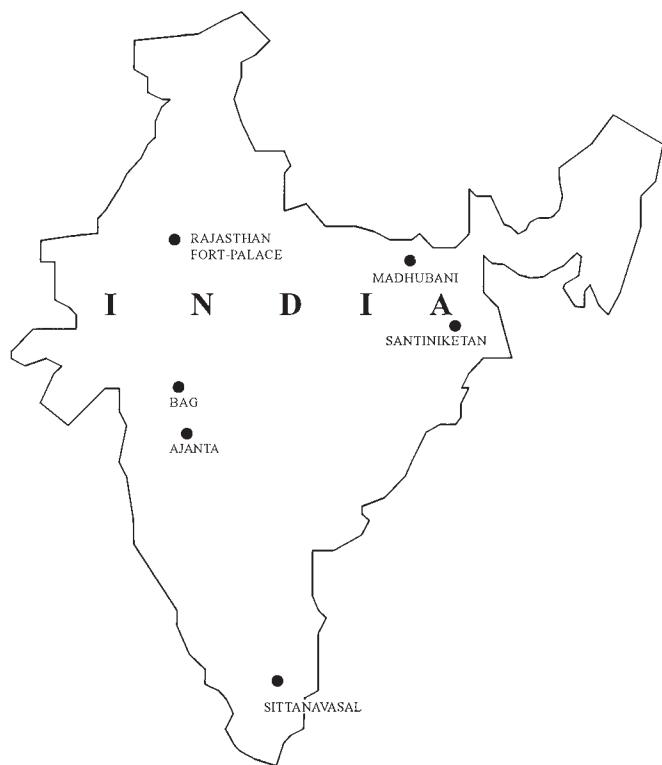 RAJASTHAN
FORT-PALACE
MADHUBANI
I N D I A
SANTINIKETAN
BAG
AJANTA
SITTANAVASAL